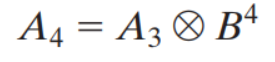 A₄ = A₃ ⊗ B⁴